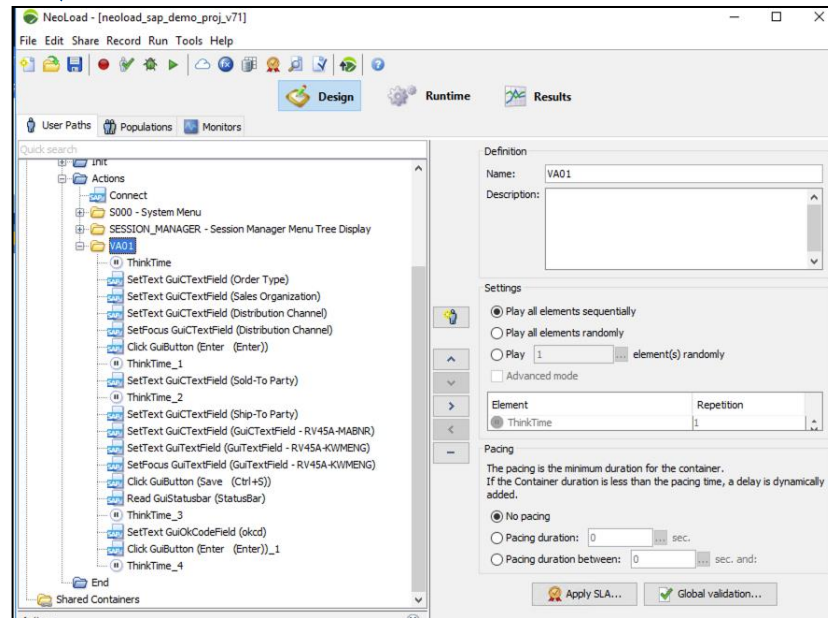 NeoLoad - [neoload_sap_demo_proj_v71]
File Edit Share Record Run Tools Help
Design Runtime Results
User Paths Populations Monitors
Quick search
Init
Actions
Connect
S000 - System Menu
SESSION_MANAGER - Session Manager Menu Tree Display
VA01
ThinkTime
SetText GuiCTextField (Order Type)
SetText GuiCTextField (Sales Organization)
SetText GuiCTextField (Distribution Channel)
SetFocus GuiCTextField (Distribution Channel)
Click GuiButton (Enter (Enter))
ThinkTime_1
SetText GuiCTextField (Sold-To Party)
ThinkTime_2
SetText GuiCTextField (Ship-To Party)
SetText GuiCTextField (GuiCTextField - RV45A-MABNR)
SetText GuiTextField (GuiTextField - RV45A-KWMENG)
SetFocus GuiTextField (GuiTextField - RV45A-KWMENG)
Click GuiButton (Save (Ctrl+S))
Read GuiStatusbar (StatusBar)
ThinkTime_3
SetText GuiOkCodeField (okcd)
Click GuiButton (Enter (Enter))_1
ThinkTime_4
End
Shared Containers
Definition
Name: VA01
Description:
Settings
Play all elements sequentially
Play all elements randomly
Play 1 ... element(s) randomly
Advanced mode
Element Repetition
ThinkTime 1
Pacing
The pacing is the minimum duration for the container.
If the Container duration is less than the pacing time, a delay is dynamically
added.
No pacing
Pacing duration: 0 ... sec.
Pacing duration between: 0 ... sec. and:
Apply SLA... Global validation...